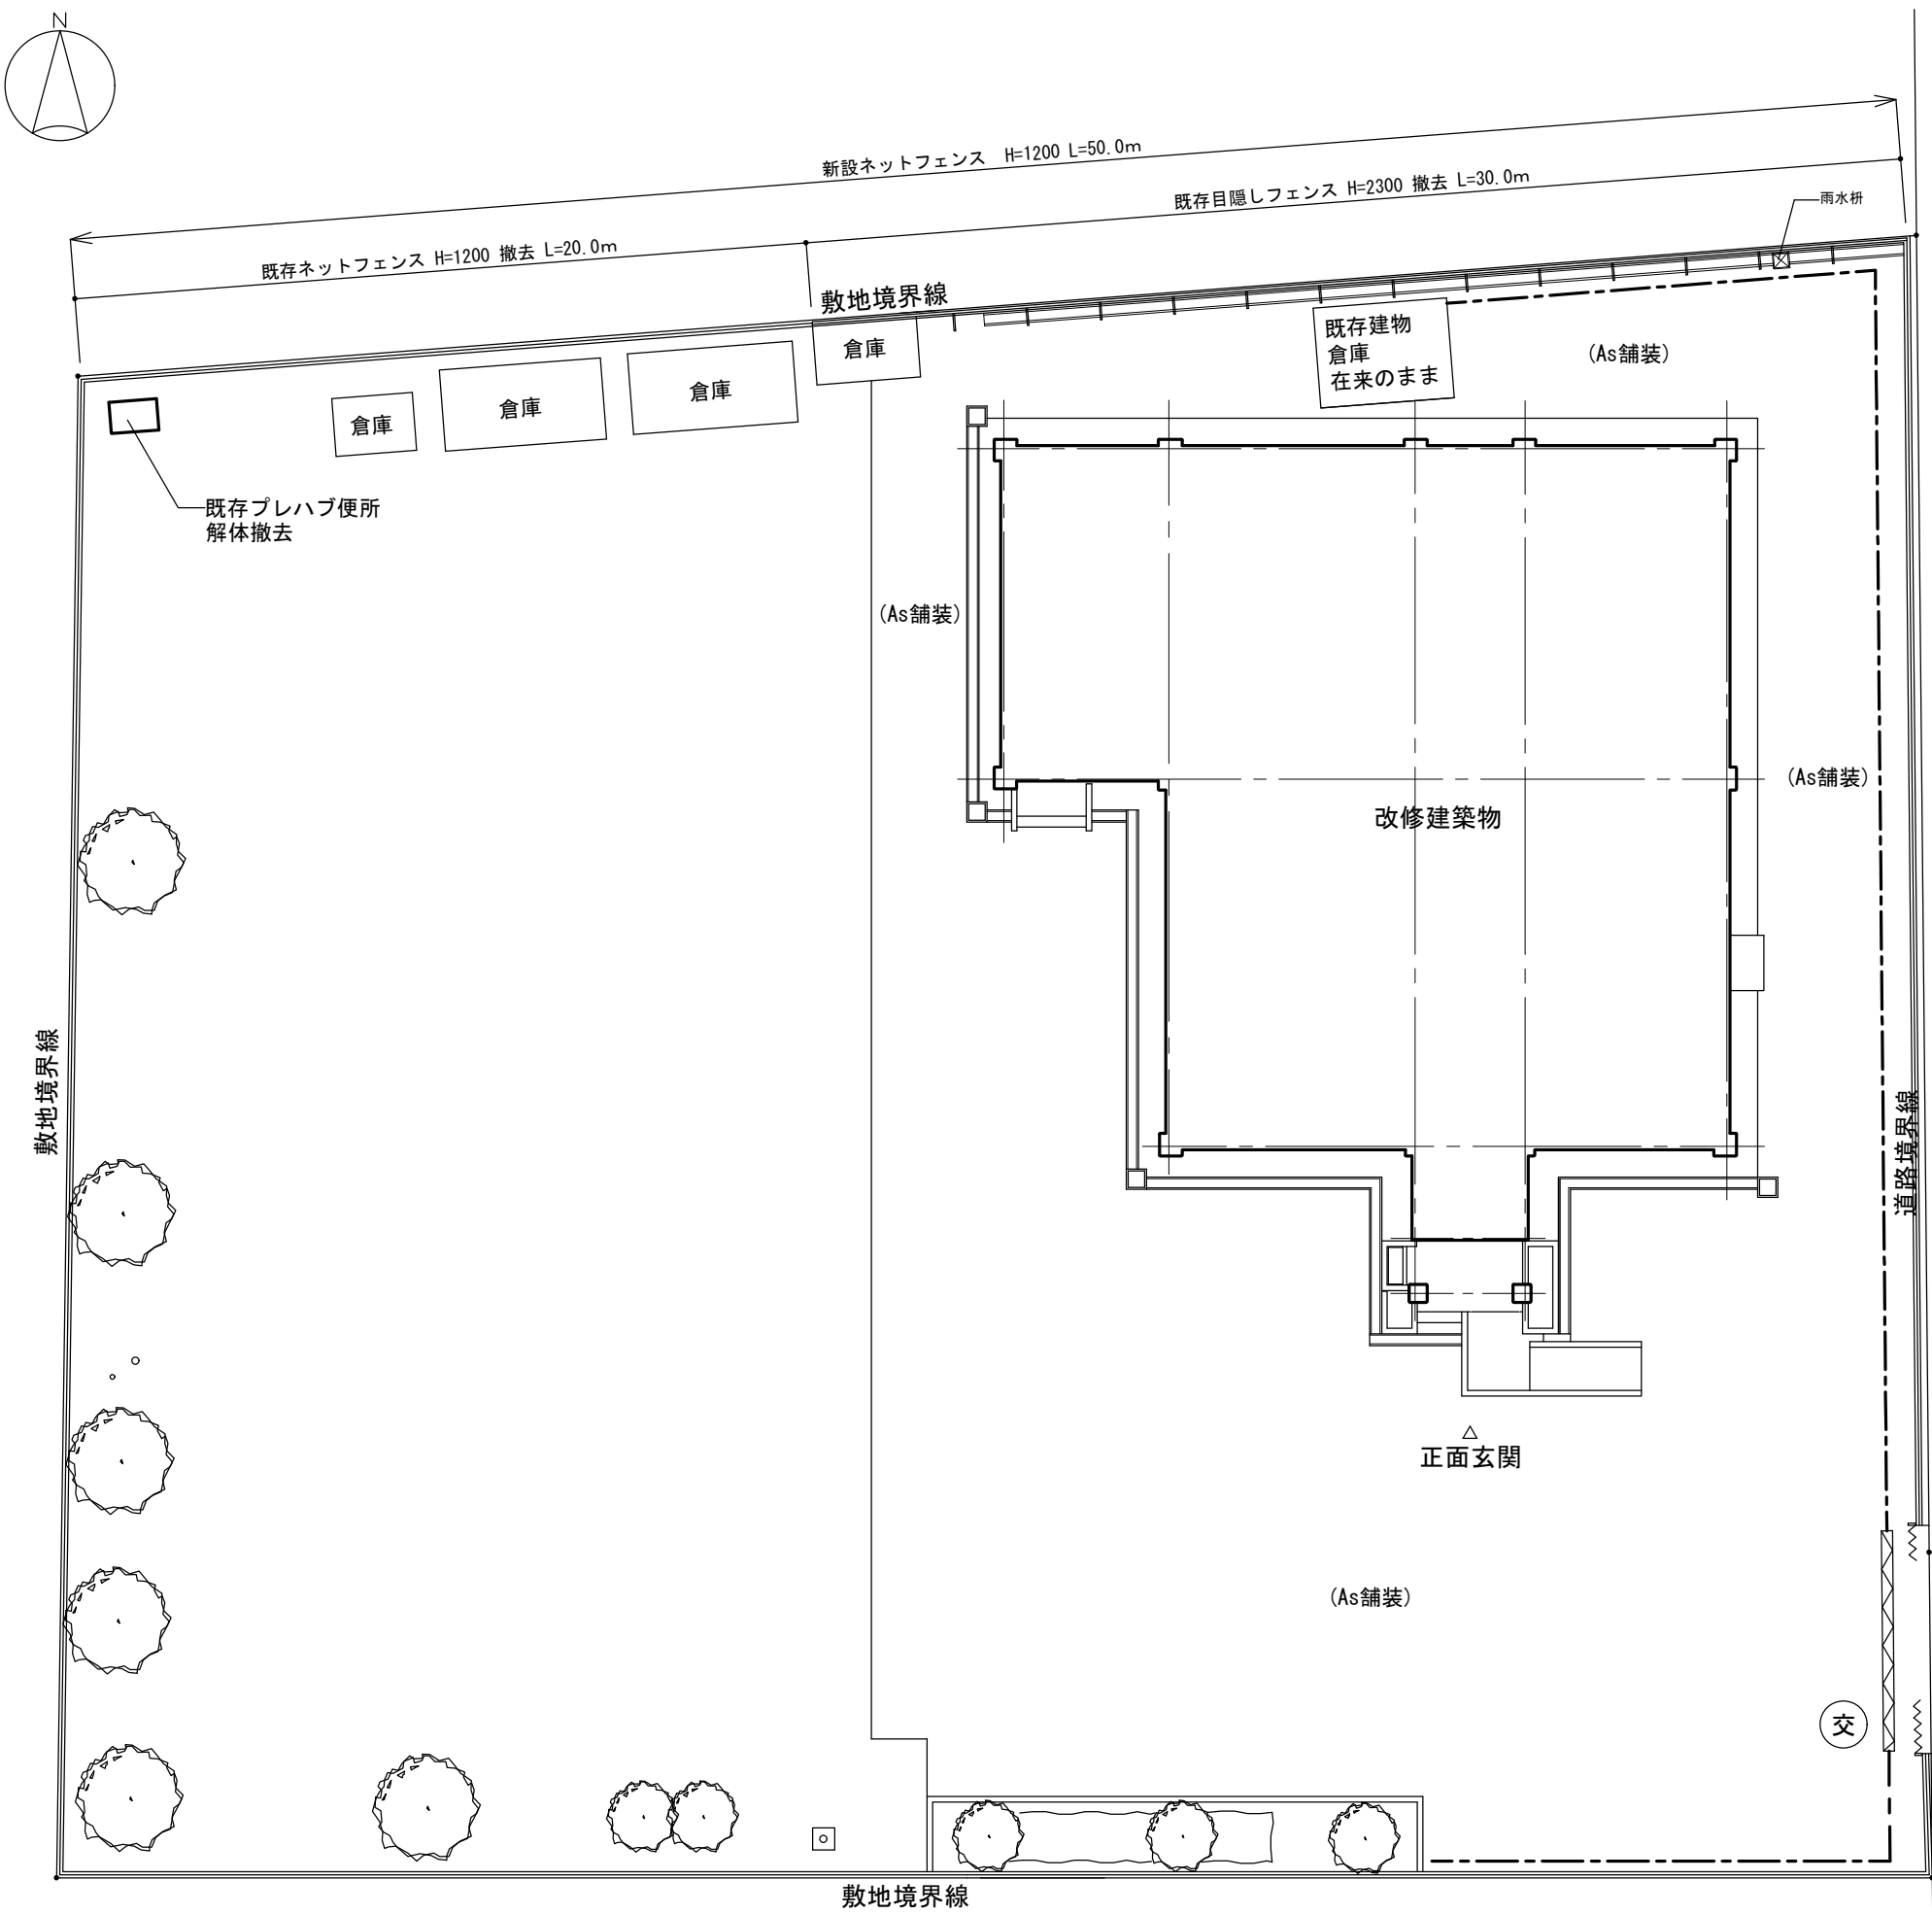 N
新設ネットフェンス H=1200 L=50.0m
既存目隠しフェンス H=2300 撤去 L=30.0m
雨水枡
既存ネットフェンス H=1200 撤去 L=20.0m
敷地境界線
既存建物
倉庫
在来のまま
(As舗装)
倉庫
倉庫
倉庫
倉庫
既存プレハブ便所
解体撤去
(As舗装)
(As舗装)
改修建築物
敷地境界線
道路境界線
正面玄関
(As舗装)
交
敷地境界線